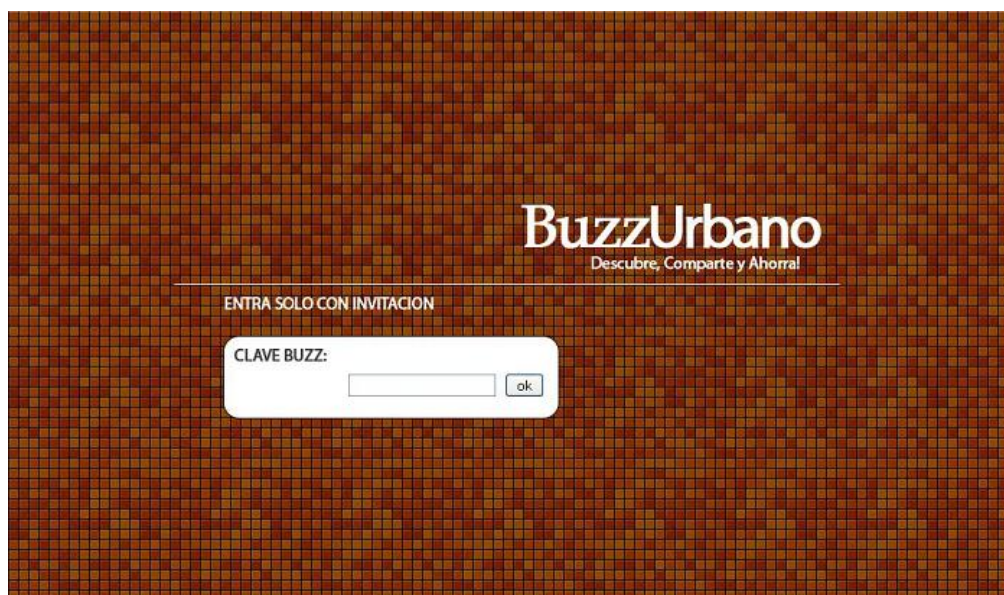 BuzzUrbano
Descubre, Comparte y Ahorra!
ENTRA SOLO CON INVITACION
CLAVE BUZZ:
ok